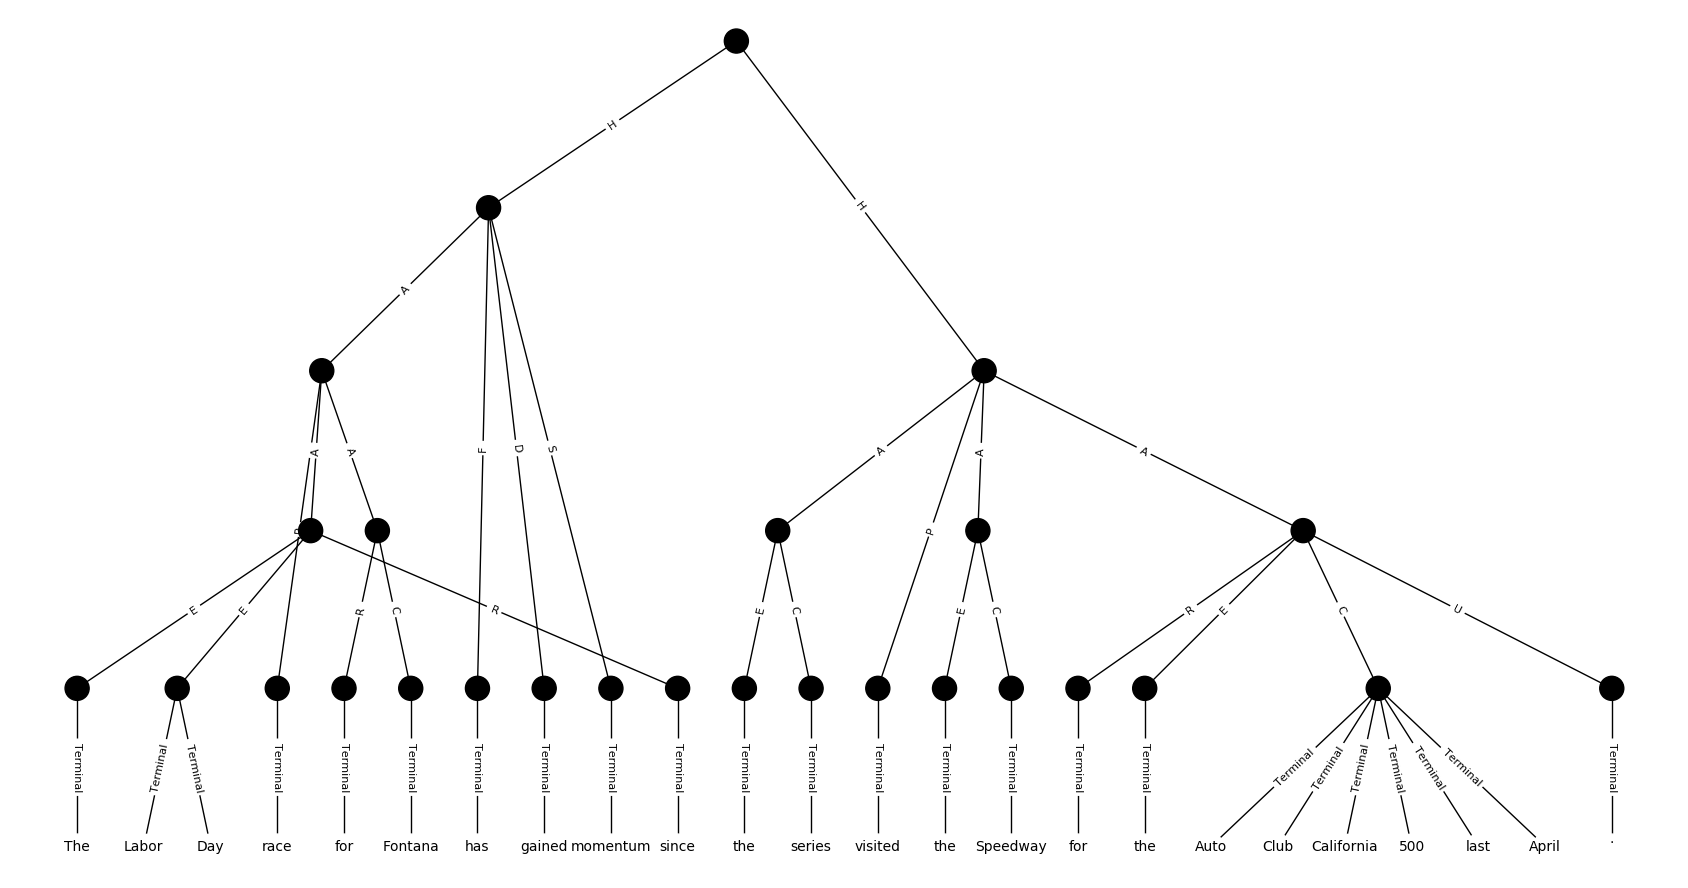 H
H
A
A
A
F
D
S
A
A
A
P
P
E
E
R
C
R
E
C
E
C
R
E
C
U
Terminal Terminal Terminal Terminal Terminal Terminal Terminal Terminal Terminal Terminal Terminal Terminal Terminal Terminal Terminal Terminal Terminal Terminal Terminal Terminal Terminal Terminal Terminal Terminal
The Labor Day race for Fontana has gained momentum since the series visited the Speedway for the Auto Club California 500 last April .